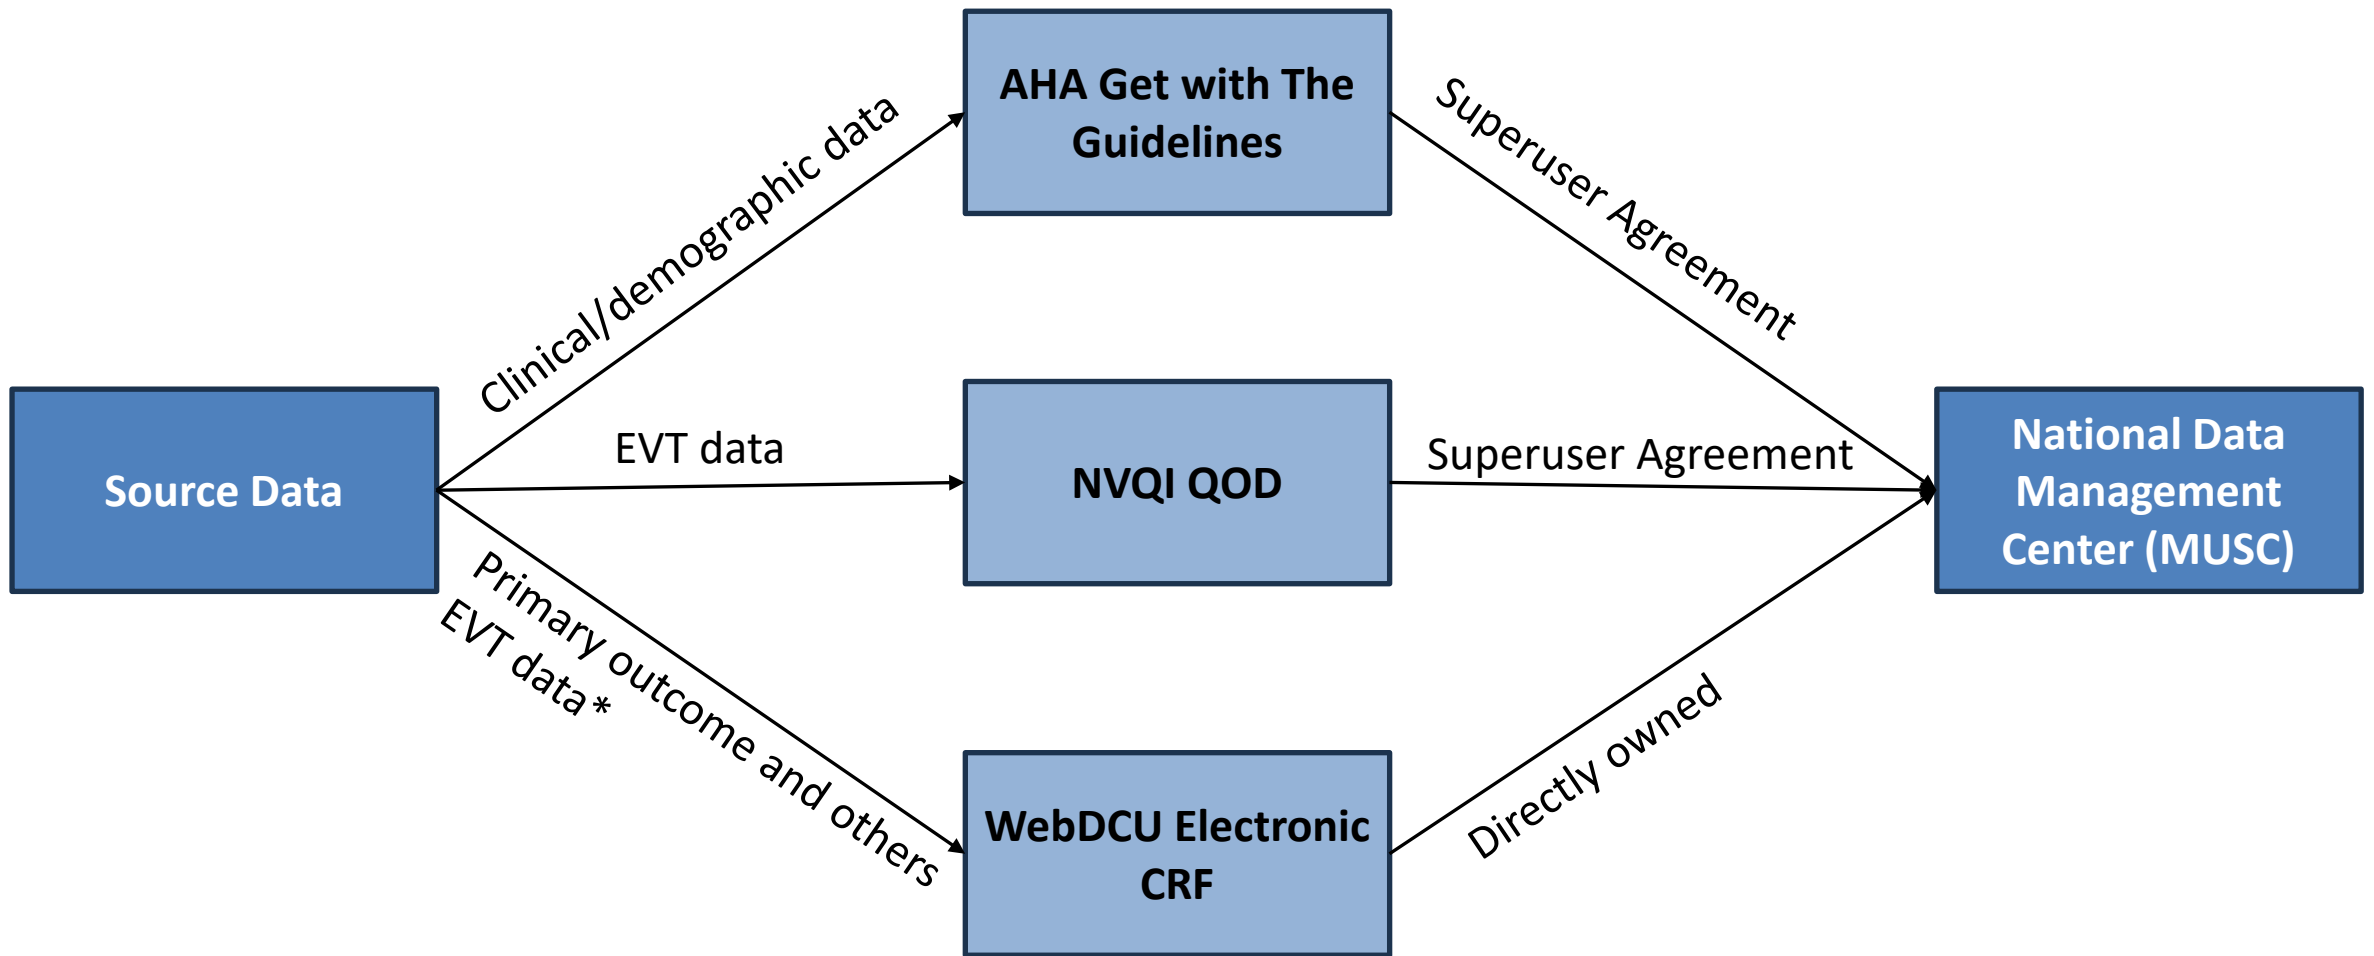 AHA Get with The
Guidelines
Clinical/demographic data
Superuser Agreement
Source Data
EVT data
NVQI QOD
Superuser Agreement
National Data
Management
Center (MUSC)
Primary outcome and others
EVT data*
WebDCU Electronic
CRF
Directly owned